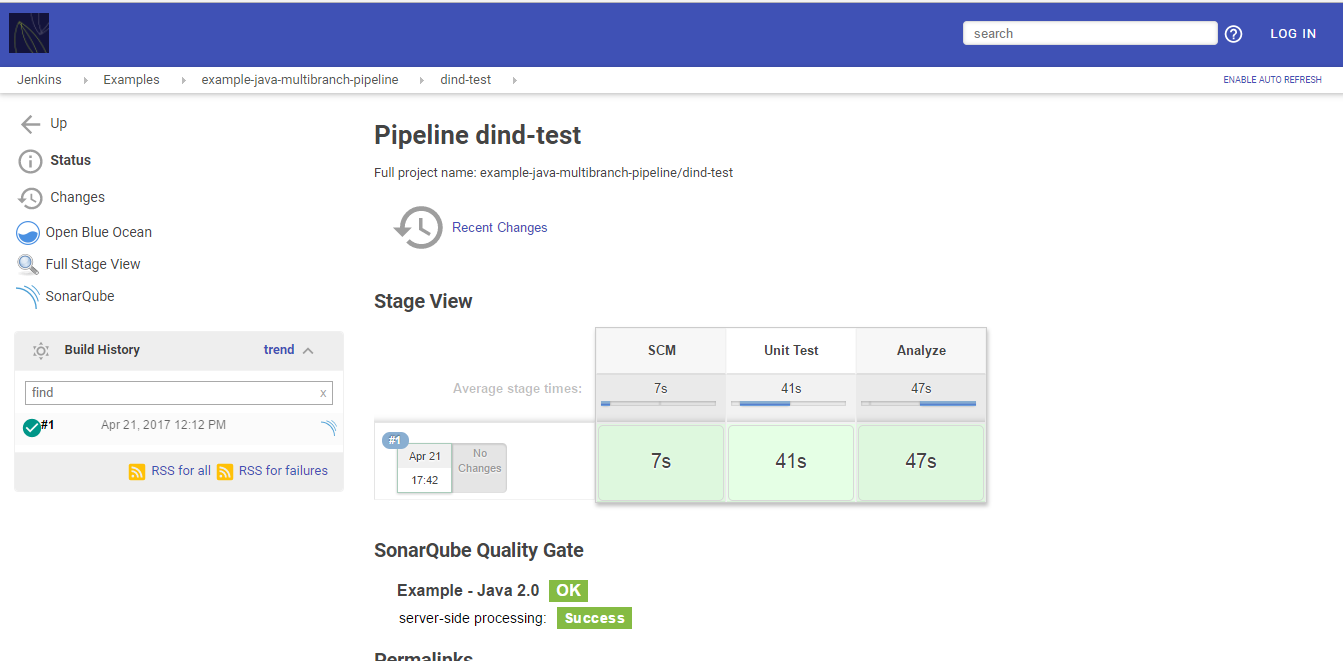 search
LOG IN
Jenkins Examples example-java-multibranch-pipeline dind-test
ENABLE AUTO REFRESH
Up
Status
Changes
Open Blue Ocean
Full Stage View
SonarQube
Build History trend
find x
#1 Apr 21, 2017 12:12 PM
RSS for all RSS for failures
Pipeline dind-test
Full project name: example-java-multibranch-pipeline/dind-test
Recent Changes
Stage View
SCM Unit Test Analyze
Average stage times: 7s 41s 47s
#1
Apr 21
17:42
No
Changes
7s 41s 47s
SonarQube Quality Gate
Example - Java 2.0 OK
server-side processing: Success
Permalinks